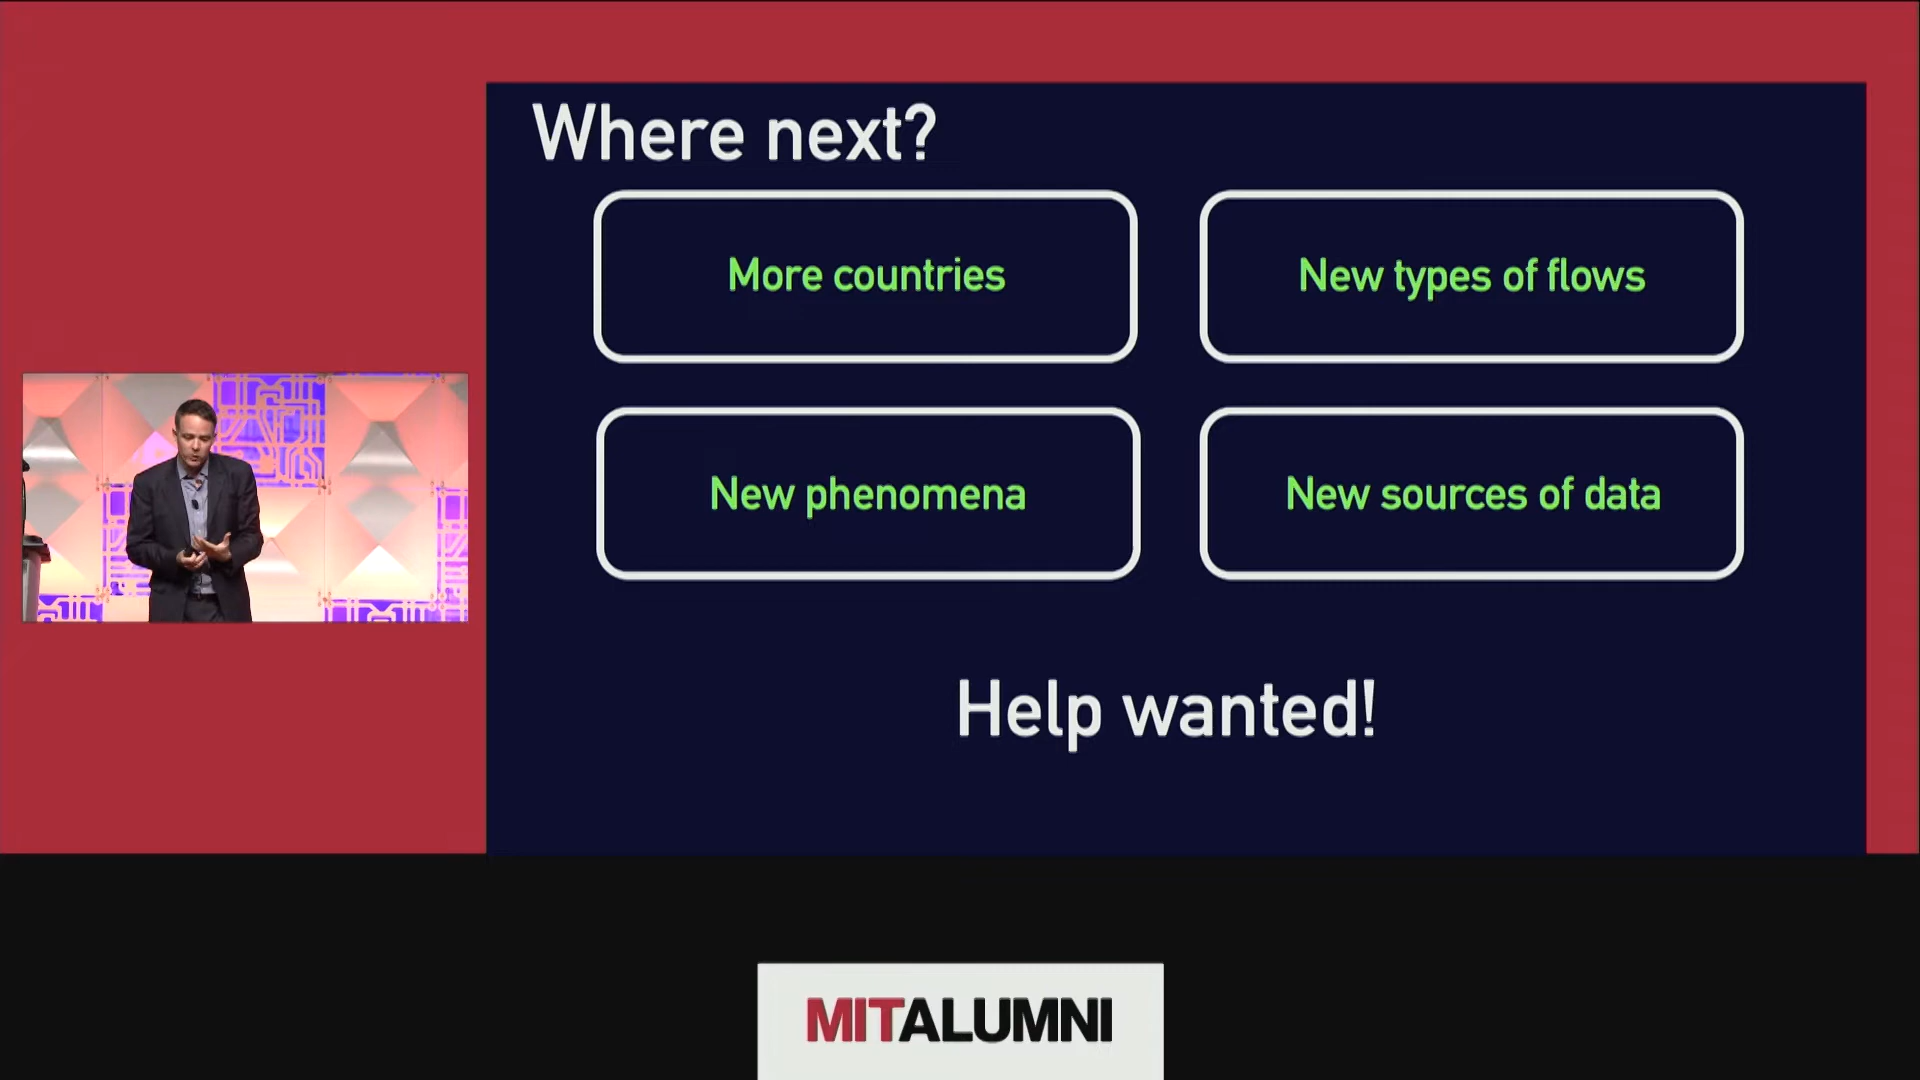 Where next?
More countries
New types of flows
New phenomena
New sources of data
Help wanted!
MITALUMNI